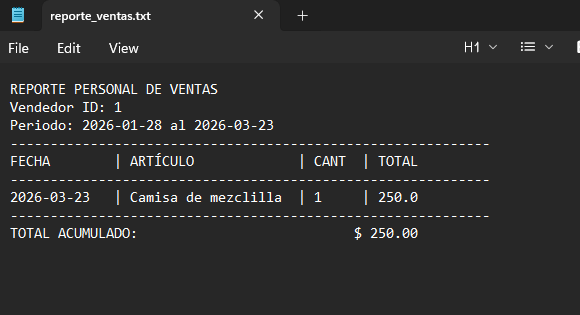 reporte_ventas.txt
File Edit View H1
REPORTE PERSONAL DE VENTAS
Vendedor ID: 1
Periodo: 2026-01-28 al 2026-03-23
------------------------------------------------------------
FECHA | ARTÍCULO | CANT | TOTAL
------------------------------------------------------------
2026-03-23 | Camisa de mezclilla | 1 | 250.0
------------------------------------------------------------
TOTAL ACUMULADO: $ 250.00